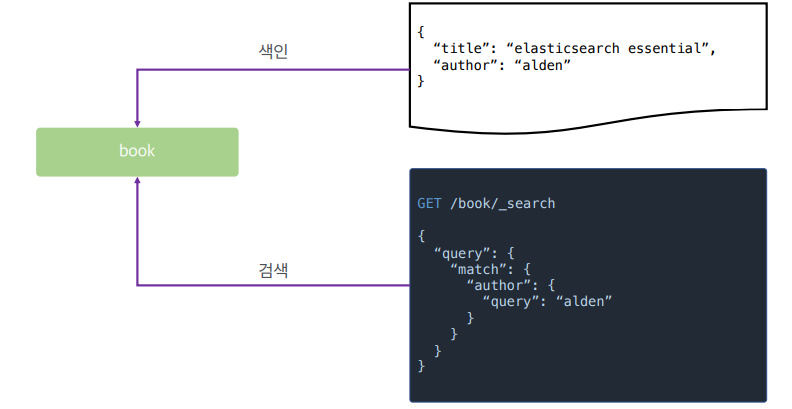 색인
{
  “title”: “elasticsearch essential”,
  “author”: “alden”
}
book
GET /book/_search
{
  “query”: {
    “match”: {
      “author”: {
        “query”: “alden”
      }
    }
  }
}
검색